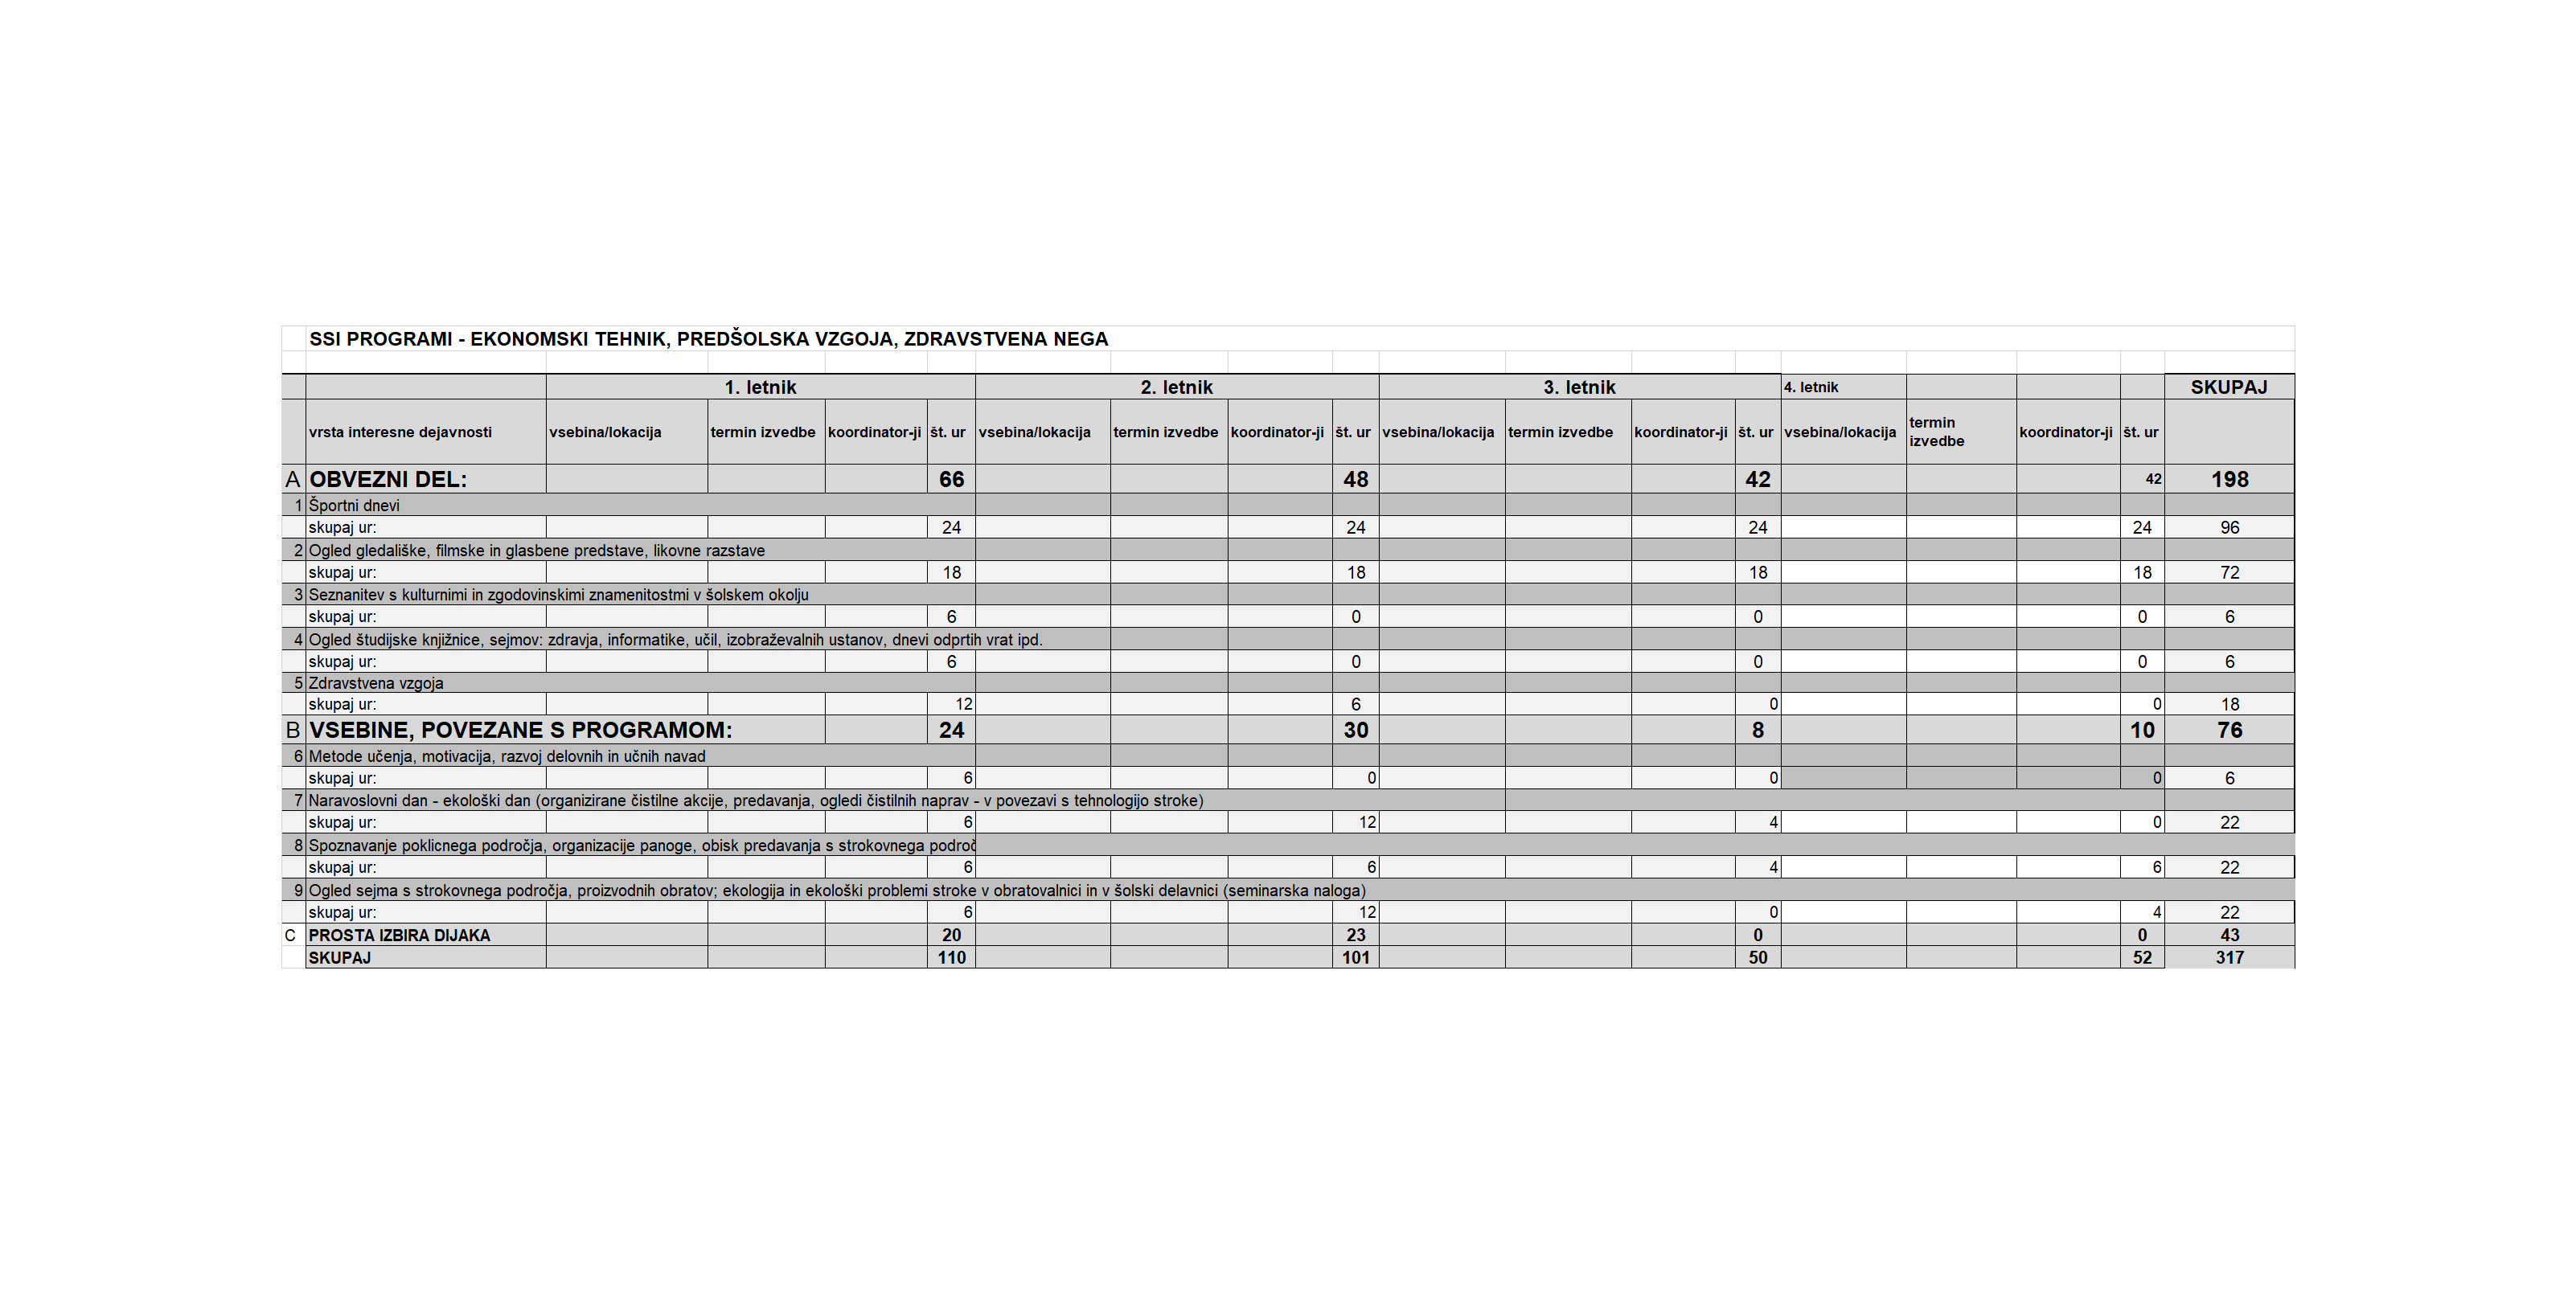 SSI PROGRAMI - EKONOMSKI TEHNIK, PREDŠOLSKA VZGOJA, ZDRAVSTVENA NEGA
1. letnik 2. letnik 3. letnik 4. letnik SKUPAJ
vrsta interesne dejavnosti vsebina/lokacija termin izvedbe koordinator-ji št. ur vsebina/lokacija termin izvedbe koordinator-ji št. ur vsebina/lokacija termin izvedbe koordinator-ji št. ur vsebina/lokacija termin izvedbe koordinator-ji št. ur
A OBVEZNI DEL: 66 48 42 42 198
1 Športni dnevi
skupaj ur: 24 24 24 24 96
2 Ogled gledališke, filmske in glasbene predstave, likovne razstave
skupaj ur: 18 18 18 18 72
3 Seznanitev s kulturnimi in zgodovinskimi znamenitostmi v šolskem okolju
skupaj ur: 6 0 0 0 6
4 Ogled študijske knjižnice, sejmov: zdravja, informatike, učil, izobraževalnih ustanov, dnevi odprtih vrat ipd.
skupaj ur: 6 0 0 0 6
5 Zdravstvena vzgoja
skupaj ur: 12 6 0 0 18
B VSEBINE, POVEZANE S PROGRAMOM: 24 30 8 10 76
6 Metode učenja, motivacija, razvoj delovnih in učnih navad
skupaj ur: 6 0 0 0 6
7 Naravoslovni dan - ekološki dan (organizirane čistilne akcije, predavanja, ogledi čistilnih naprav - v povezavi s tehnologijo stroke)
skupaj ur: 6 12 4 0 22
8 Spoznavanje poklicnega področja, organizacije panoge, obisk predavanja s strokovnega področ
skupaj ur: 6 6 4 6 22
9 Ogled sejma s strokovnega področja, proizvodnih obratov; ekologija in ekološki problemi stroke v obratovalnici in v šolski delavnici (seminarska naloga)
skupaj ur: 6 12 0 4 22
C PROSTA IZBIRA DIJAKA 20 23 0 0 43
SKUPAJ 110 101 50 52 317